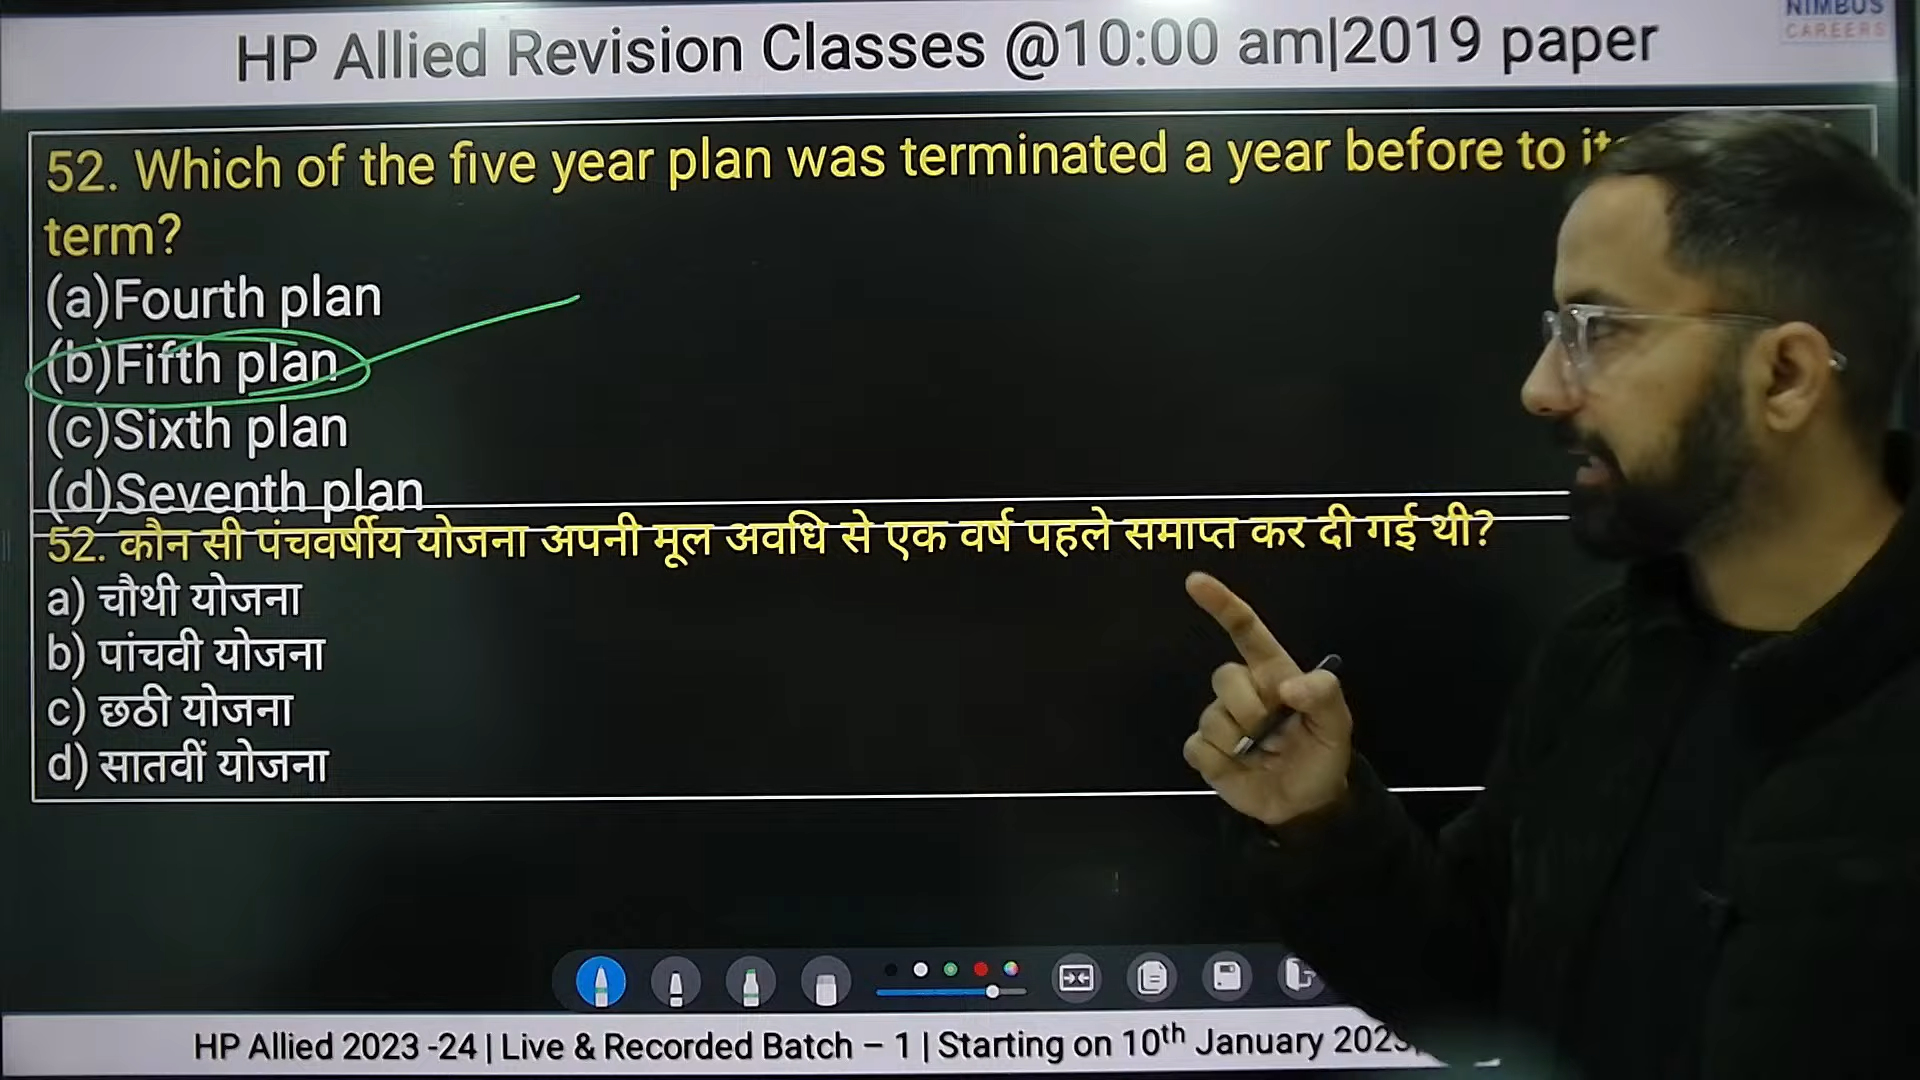 NIMBUS
CAREERS
HP Allied Revision Classes @10:00 am|2019 paper
52. Which of the five year plan was terminated a year before to
term?
(a)Fourth plan
(b)Fifth plan
(c)Sixth plan
(d)Seventh plan
52. कौन सी पंचवर्षीय योजना अपनी मूल अवधि से एक वर्ष पहले समाप्त कर दी गई थी?
a) चौथी योजना
b) पांचवी योजना
c) छठी योजना
d) सातवीं योजना
HP Allied 2023 -24 | Live & Recorded Batch – 1 | Starting on 10th January 2023